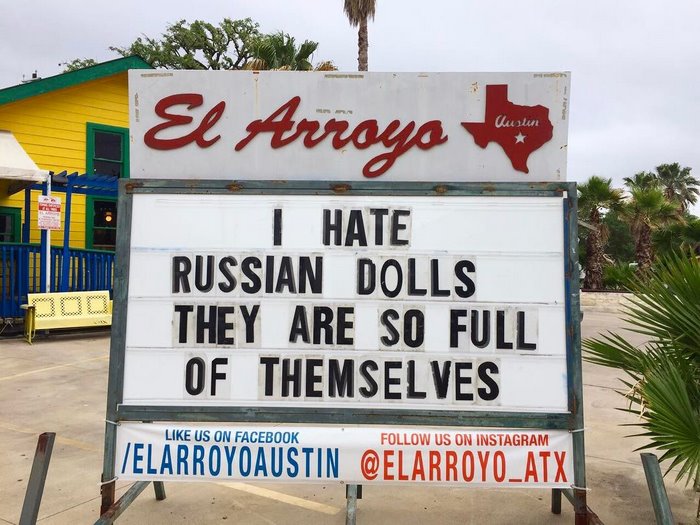 El Arroyo
Austin
I HATE
RUSSIAN DOLLS
THEY ARE SO FULL
OF THEMSELVES
LIKE US ON FACEBOOK
/ELARROYOAUSTIN
FOLLOW US ON INSTAGRAM
@ELARROYO_ATX